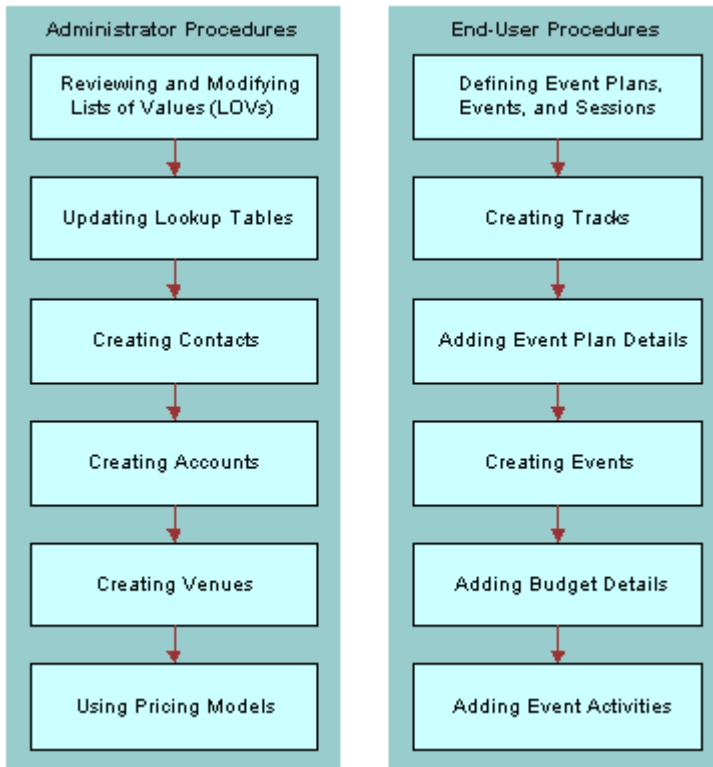 Administrator Procedures
Reviewing and Modifying
Lists of Values (LOVs)
Updating Lookup Tables
Creating Contacts
Creating Accounts
Creating Venues
Using Pricing Models
End-User Procedures
Defining Event Plans,
Events, and Sessions
Creating Tracks
Adding Event Plan Details
Creating Events
Adding Budget Details
Adding Event Activities